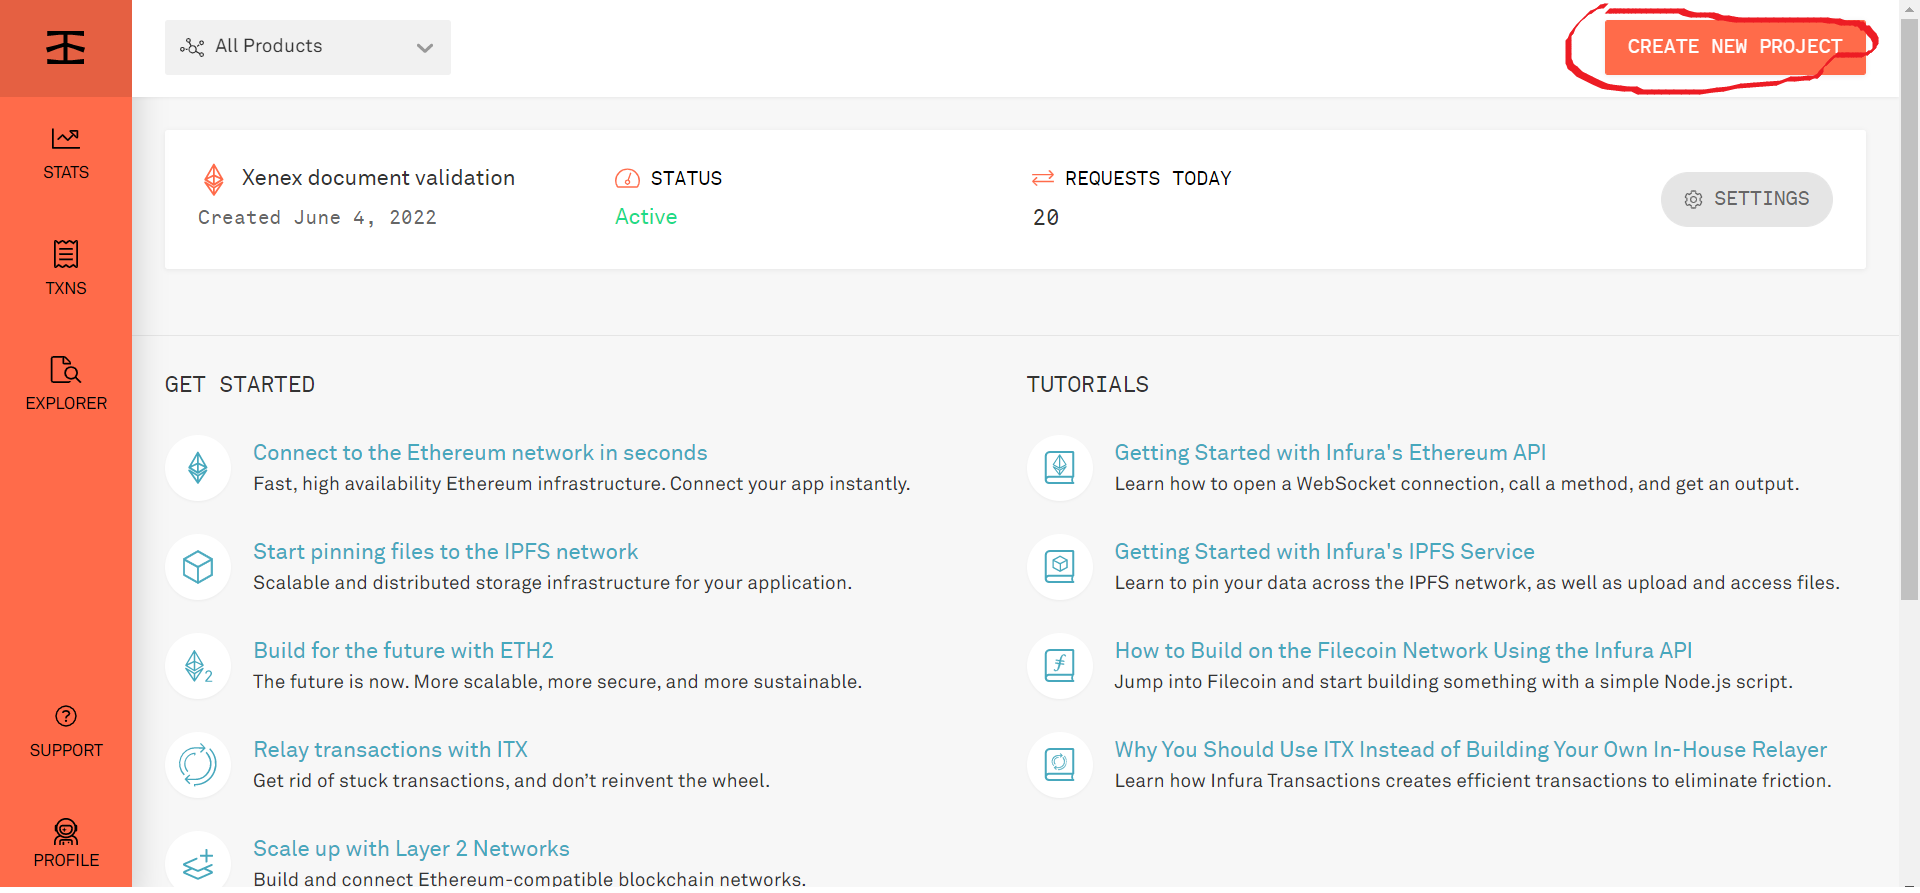 All Products
CREATE NEW PROJECT
STATS
TXNS
EXPLORER
SUPPORT
PROFILE
Xenex document validation
Created June 4, 2022
STATUS
Active
REQUESTS TODAY
20
SETTINGS
GET STARTED
Connect to the Ethereum network in seconds
Fast, high availability Ethereum infrastructure. Connect your app instantly.
Start pinning files to the IPFS network
Scalable and distributed storage infrastructure for your application.
Build for the future with ETH2
The future is now. More scalable, more secure, and more sustainable.
2
Relay transactions with ITX
Get rid of stuck transactions, and don’t reinvent the wheel.
Scale up with Layer 2 Networks
Build and connect Ethereum-compatible blockchain networks.
TUTORIALS
Getting Started with Infura's Ethereum API
Learn how to open a WebSocket connection, call a method, and get an output.
Getting Started with Infura's IPFS Service
Learn to pin your data across the IPFS network, as well as upload and access files.
How to Build on the Filecoin Network Using the Infura API
Jump into Filecoin and start building something with a simple Node.js script.
Why You Should Use ITX Instead of Building Your Own In-House Relayer
Learn how Infura Transactions creates efficient transactions to eliminate friction.